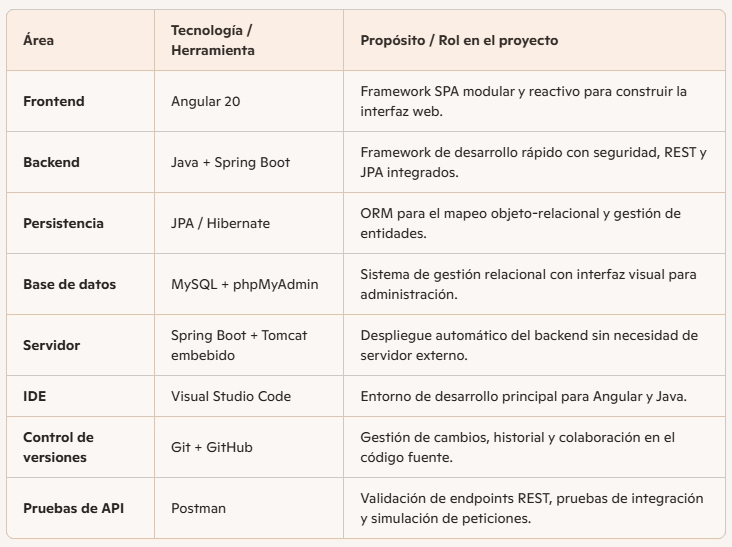 Área
Tecnología /
Herramienta
Propósito / Rol en el proyecto
Frontend
Angular 20
Framework SPA modular y reactivo para construir la
interfaz web.
Backend
Java + Spring Boot
Framework de desarrollo rápido con seguridad, REST y
JPA integrados.
Persistencia
JPA / Hibernate
ORM para el mapeo objeto-relacional y gestión de
entidades.
Base de datos
MySQL + phpMyAdmin
Sistema de gestión relacional con interfaz visual para
administración.
Servidor
Spring Boot + Tomcat
embebido
Despliegue automático del backend sin necesidad de
servidor externo.
IDE
Visual Studio Code
Entorno de desarrollo principal para Angular y Java.
Control de
versiones
Git + GitHub
Gestión de cambios, historial y colaboración en el
código fuente.
Pruebas de API
Postman
Validación de endpoints REST, pruebas de integración
y simulación de peticiones.